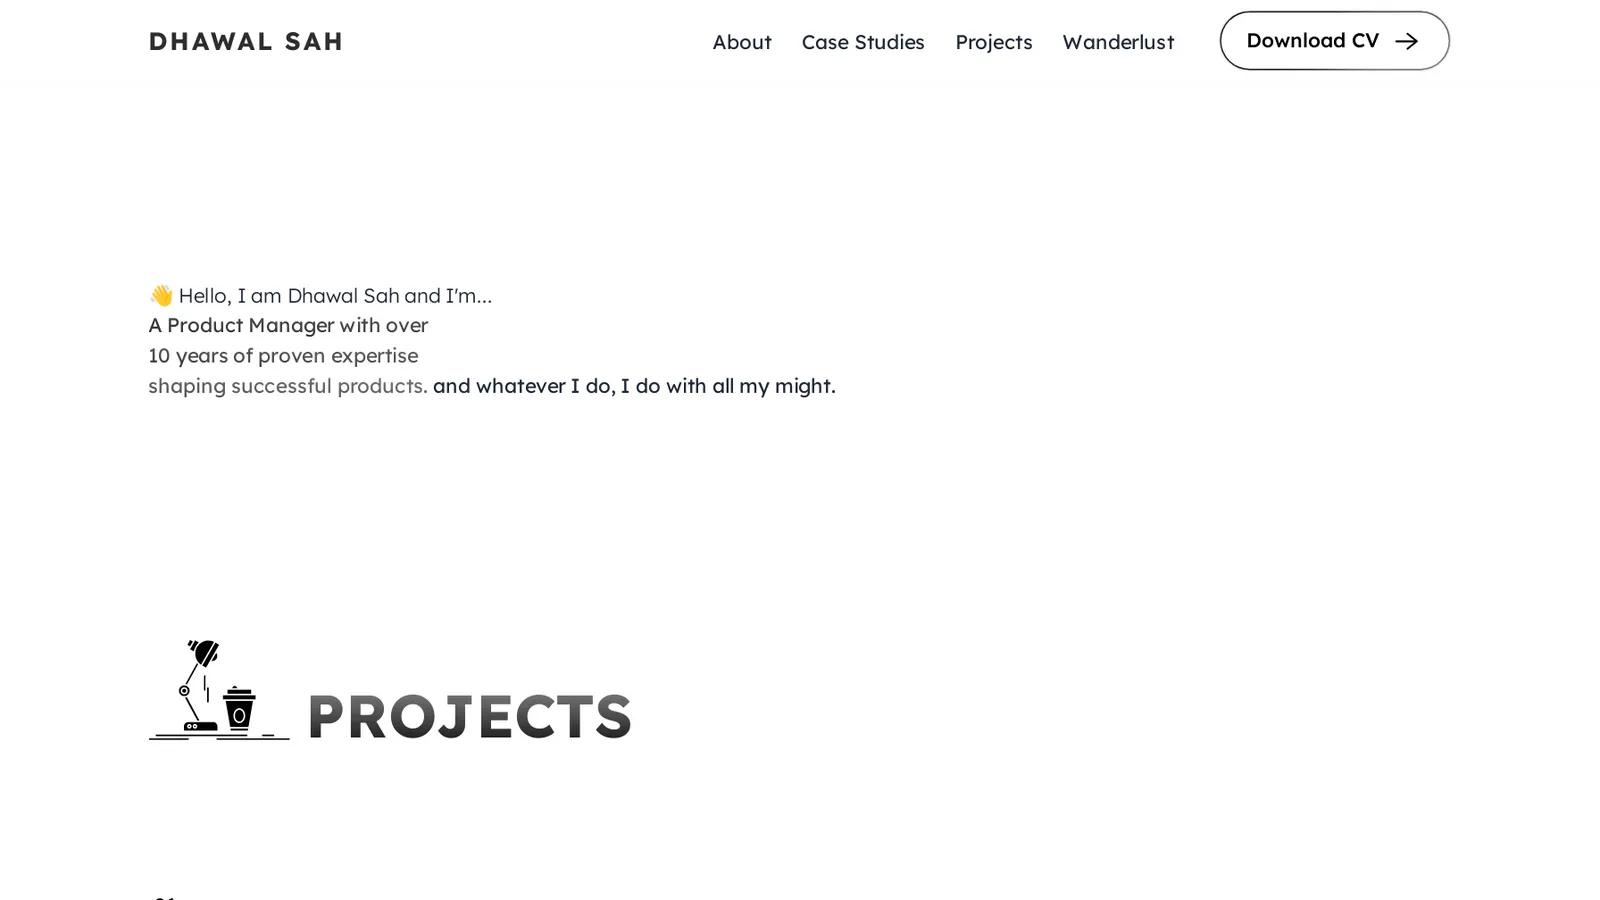 DHAWAL SAH
About Case Studies Projects Wanderlust Download CV →
👋 Hello, I am Dhawal Sah and I'm...
A Product Manager with over
10 years of proven expertise
shaping successful products. and whatever I do, I do with all my might.
PROJECTS